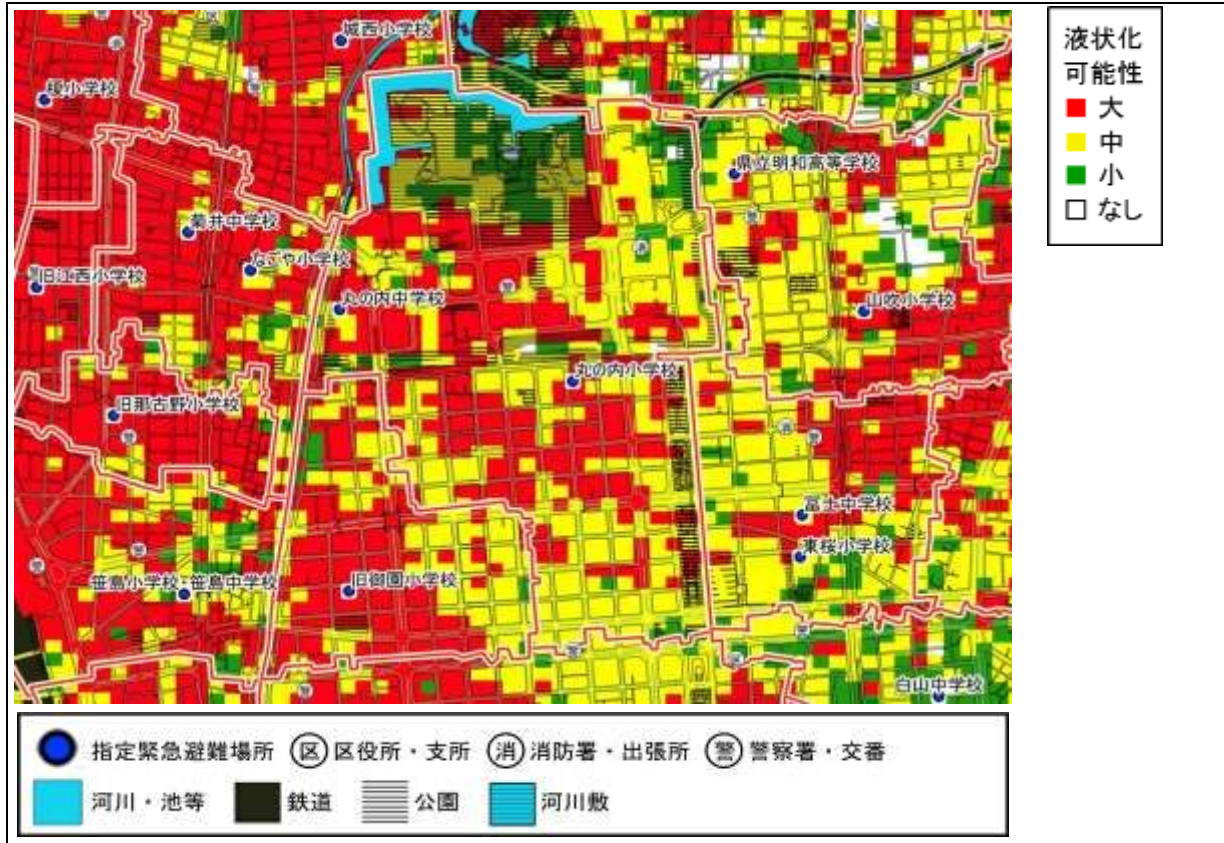 城西小学校
榎小学校
県立明和高等学校
菊井中学校
なごや小学校
旧江西小学校
丸の内中学校
山吹小学校
丸の内小学校
旧那古野小学校
消
警
富士中学校
東桜小学校
笹島小学校・笹島中学校
旧御園小学校
白山中学校
液状化
可能性
大
中
小
なし
指定緊急避難場所 区 区役所・支所 消 消防署・出張所 警 警察署・交番
河川・池等 鉄道 公園 河川敷